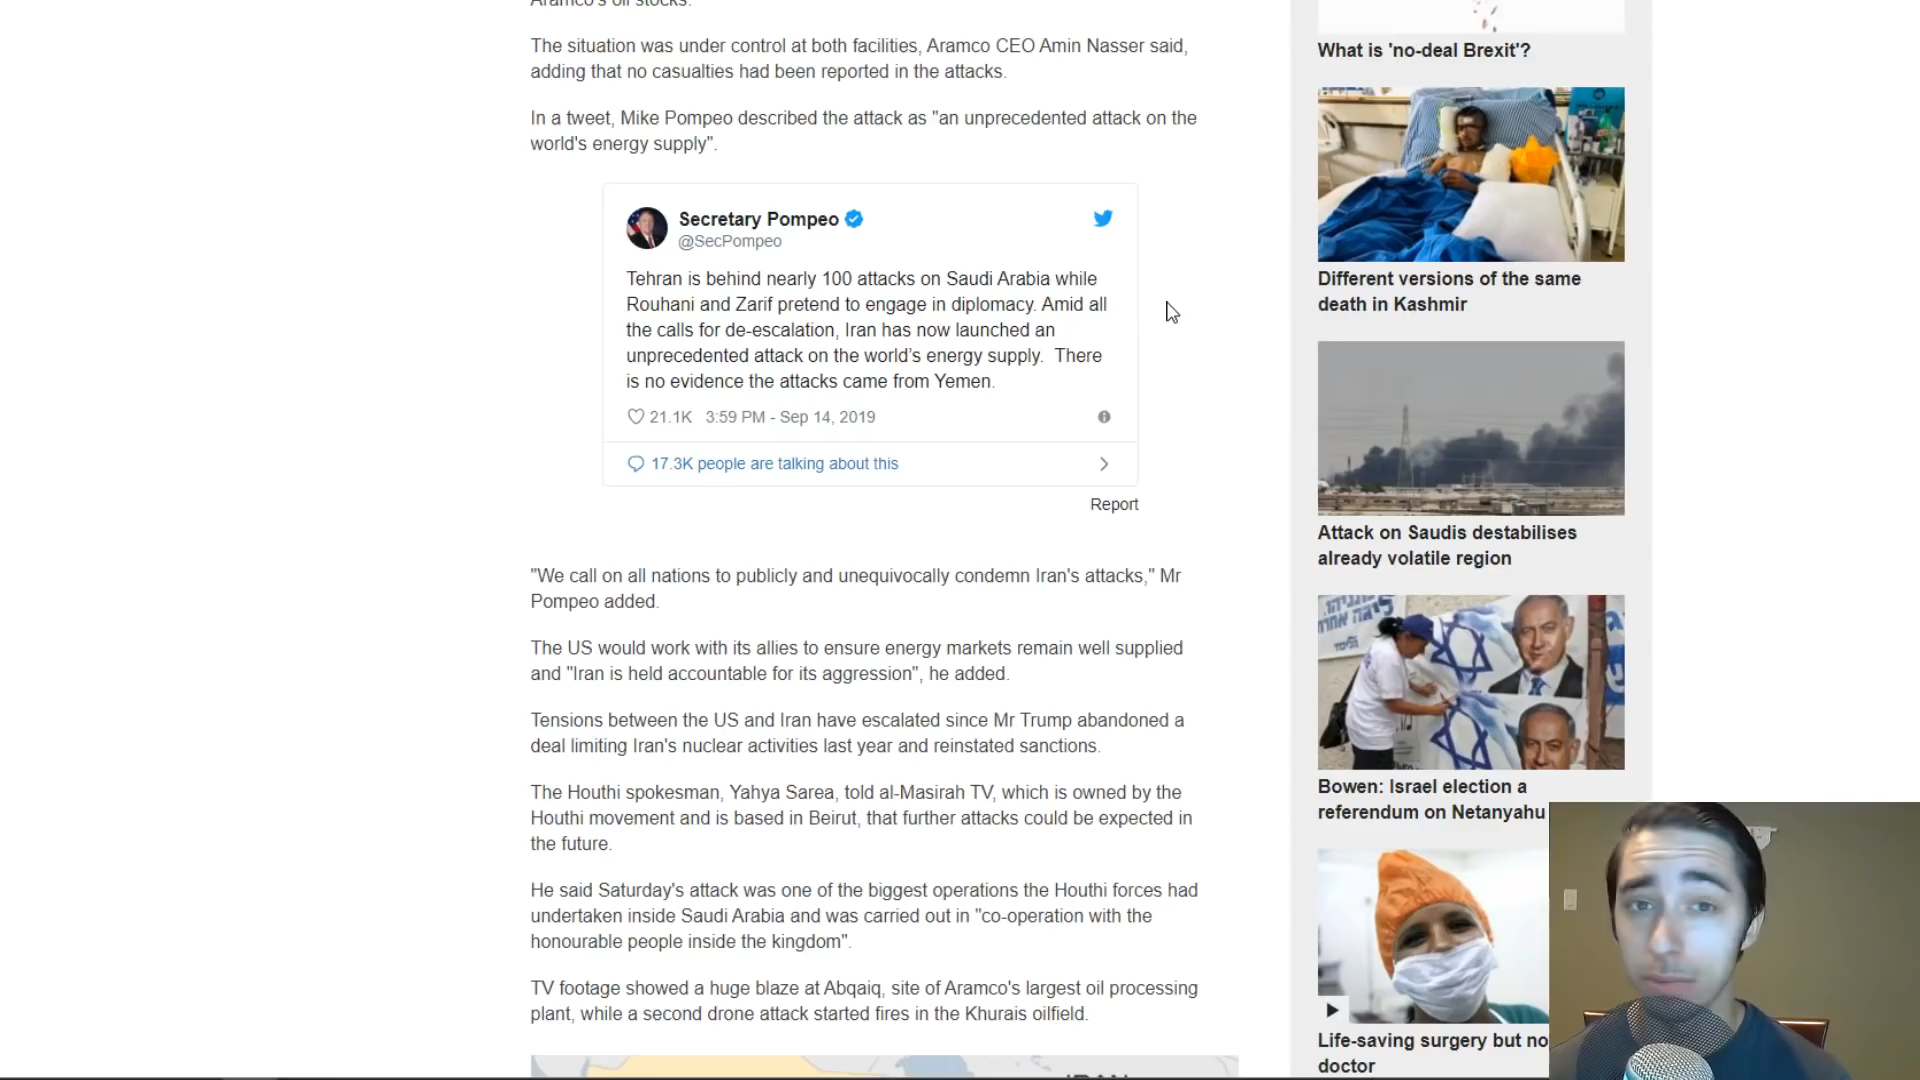 Aramco's oil stocks.
The situation was under control at both facilities, Aramco CEO Amin Nasser said,
adding that no casualties had been reported in the attacks.
In a tweet, Mike Pompeo described the attack as "an unprecedented attack on the
world's energy supply".
Secretary Pompeo
@SecPompeo
Tehran is behind nearly 100 attacks on Saudi Arabia while
Rouhani and Zarif pretend to engage in diplomacy. Amid all
the calls for de-escalation, Iran has now launched an
unprecedented attack on the world’s energy supply.  There
is no evidence the attacks came from Yemen.
21.1K 3:59 PM - Sep 14, 2019
17.3K people are talking about this
Report
"We call on all nations to publicly and unequivocally condemn Iran's attacks," Mr
Pompeo added.
The US would work with its allies to ensure energy markets remain well supplied
and "Iran is held accountable for its aggression", he added.
Tensions between the US and Iran have escalated since Mr Trump abandoned a
deal limiting Iran's nuclear activities last year and reinstated sanctions.
The Houthi spokesman, Yahya Sarea, told al-Masirah TV, which is owned by the
Houthi movement and is based in Beirut, that further attacks could be expected in
the future.
He said Saturday's attack was one of the biggest operations the Houthi forces had
undertaken inside Saudi Arabia and was carried out in "co-operation with the
honourable people inside the kingdom".
TV footage showed a huge blaze at Abqaiq, site of Aramco's largest oil processing
plant, while a second drone attack started fires in the Khurais oilfield.
What is 'no-deal Brexit'?
Different versions of the same
death in Kashmir
Attack on Saudis destabilises
already volatile region
Bowen: Israel election a
referendum on Netanyahu
Life-saving surgery but no
doctor